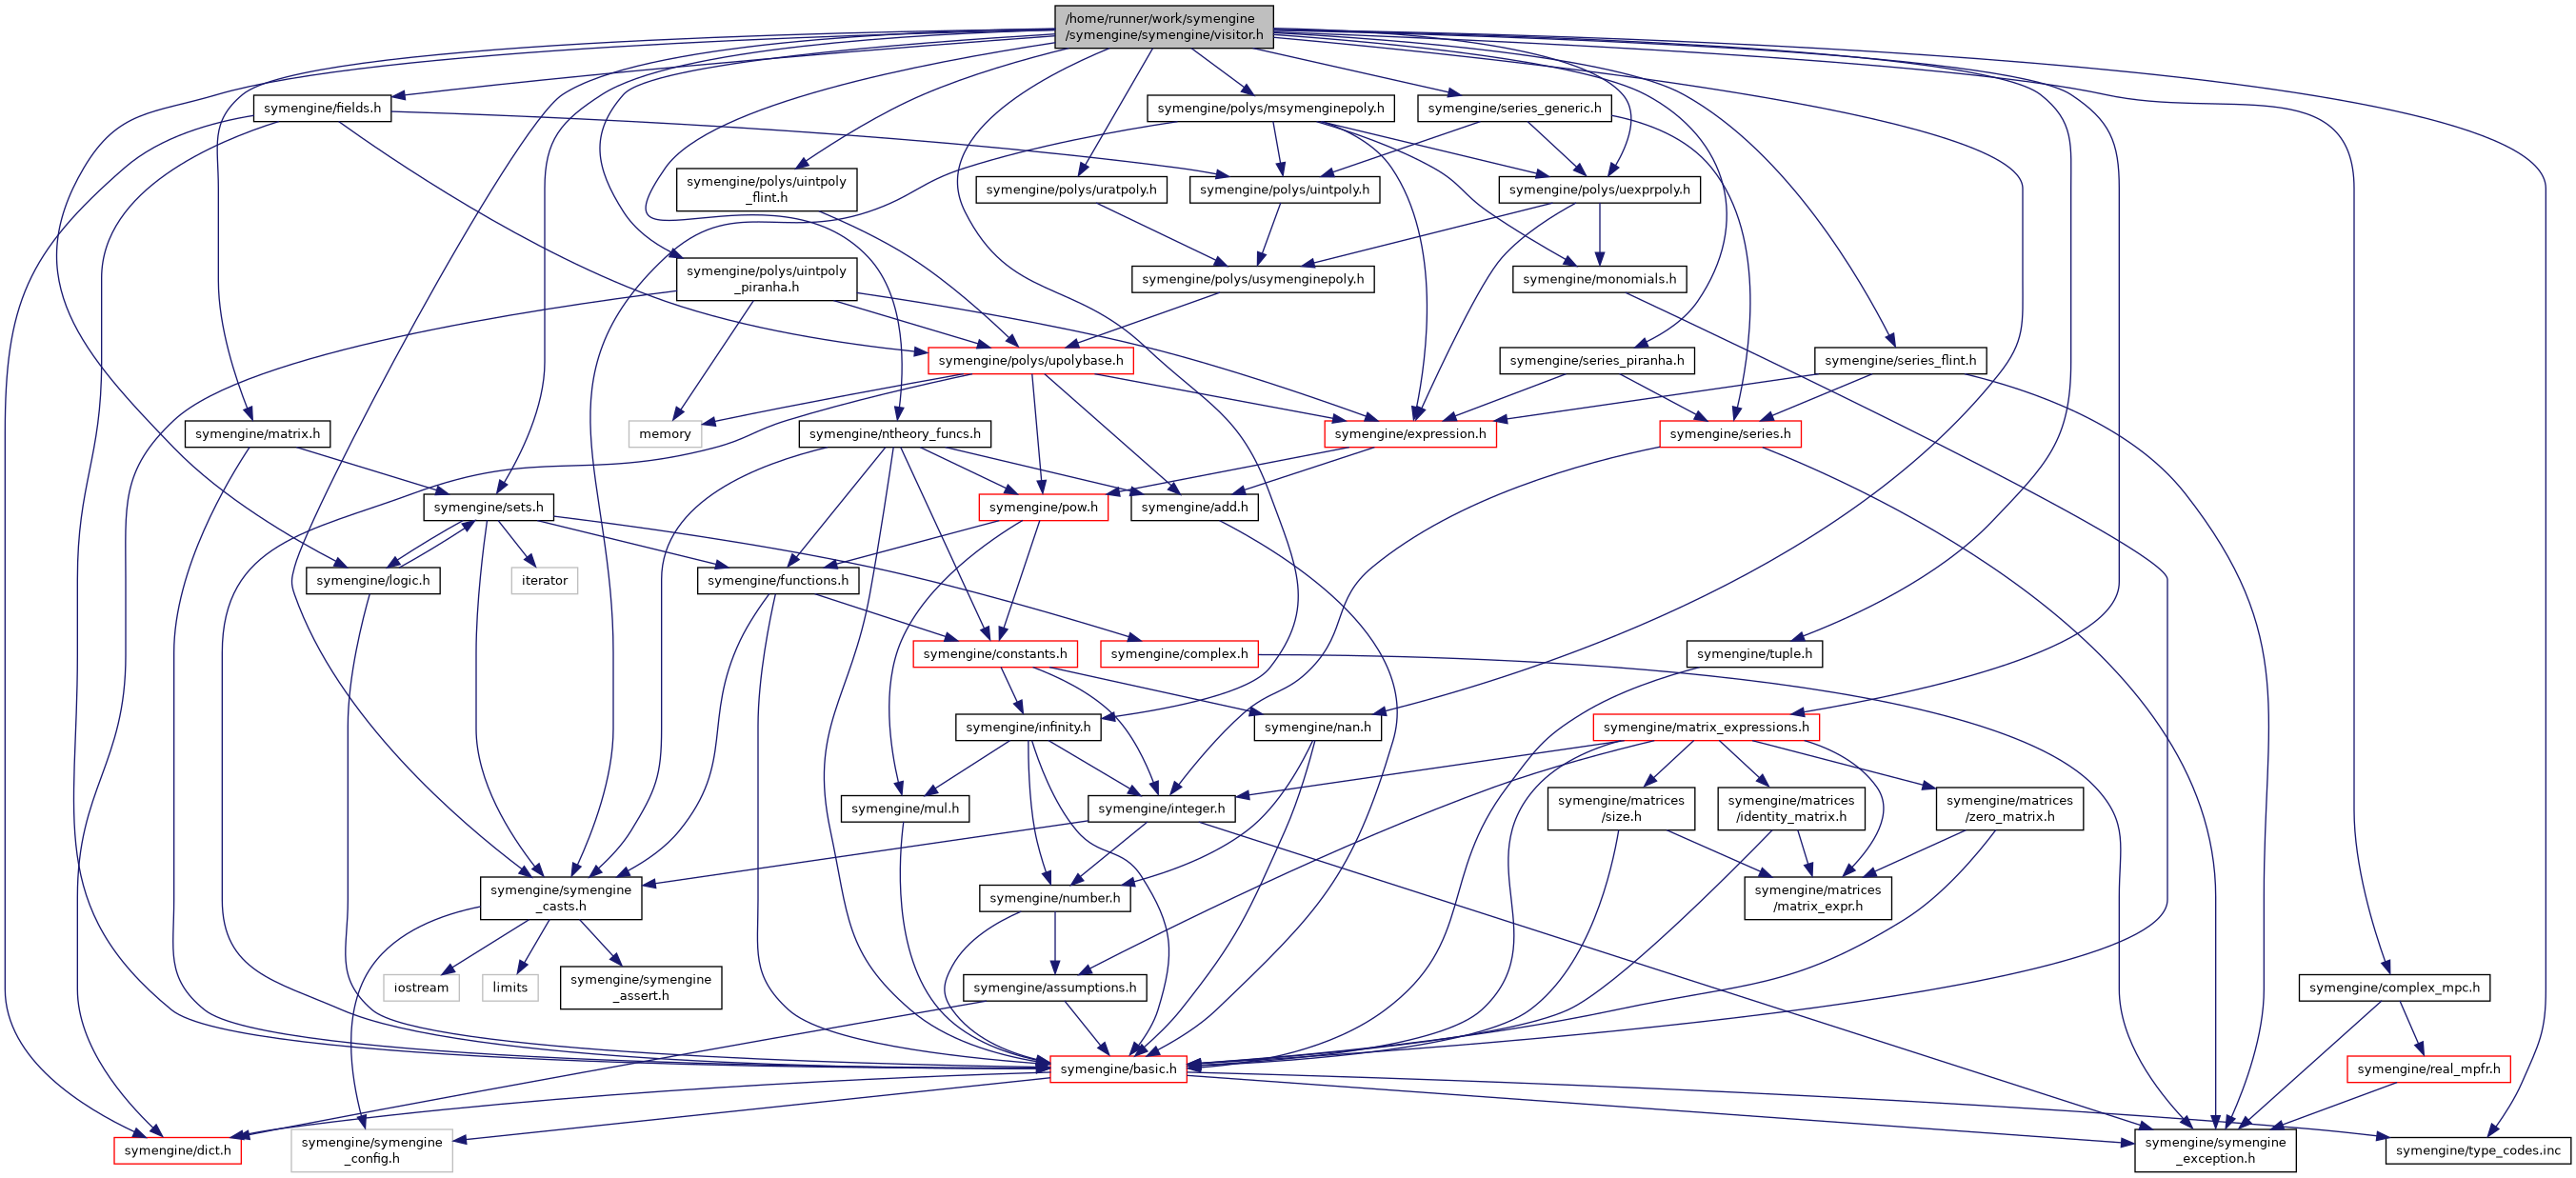 /home/runner/work/symengine
/symengine/symengine/visitor.h
symengine/fields.h
symengine/polys/msymenginepoly.h
symengine/series_generic.h
symengine/polys/uintpoly
_flint.h
symengine/polys/uratpoly.h
symengine/polys/uintpoly.h
symengine/polys/uexprpoly.h
symengine/polys/uintpoly
_piranha.h
symengine/polys/usymenginepoly.h
symengine/monomials.h
symengine/polys/upolybase.h
symengine/series_piranha.h
symengine/series_flint.h
symengine/matrix.h
memory
symengine/ntheory_funcs.h
symengine/expression.h
symengine/series.h
symengine/sets.h
symengine/pow.h
symengine/add.h
symengine/logic.h
iterator
symengine/functions.h
symengine/constants.h
symengine/complex.h
symengine/tuple.h
symengine/infinity.h
symengine/nan.h
symengine/matrix_expressions.h
symengine/mul.h
symengine/integer.h
symengine/matrices
/size.h
symengine/matrices
/identity_matrix.h
symengine/matrices
/zero_matrix.h
symengine/symengine
_casts.h
symengine/number.h
symengine/matrices
/matrix_expr.h
iostream
limits
symengine/symengine
_assert.h
symengine/assumptions.h
symengine/complex_mpc.h
symengine/basic.h
symengine/real_mpfr.h
symengine/dict.h
symengine/symengine
_config.h
symengine/symengine
_exception.h
symengine/type_codes.inc